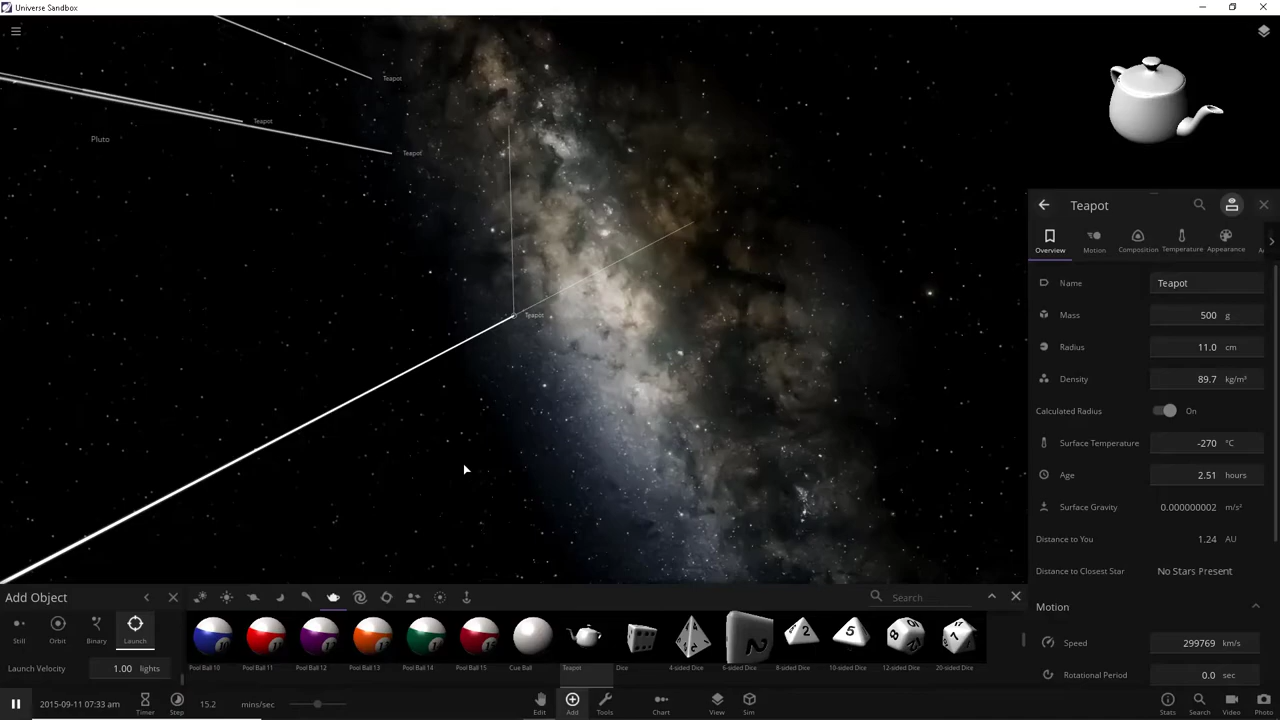 Universe Sandbox
Teapot
Teapot
Teapot
Pluto
Teapot
Teapot
Overview
Motion
Composition
Temperature
Appearance
Name
Teapot
Mass
500 g
Radius
11.0 cm
Density
89.7 kg/m³
Calculated Radius
On
Surface Temperature
-270 °C
Age
2.51 hours
Surface Gravity
0.000000002 m/s²
Distance to You
1.24 AU
Distance to Closest Star
No Stars Present
Motion
Speed
299769 km/s
Rotational Period
0.0 sec
Add Object
Search
Still
Orbit
Binary
Launch
Launch Velocity
1.00 lights
Pool Ball 10
Pool Ball 11
Pool Ball 12
Pool Ball 13
Pool Ball 14
Pool Ball 15
Cue Ball
Teapot
Dice
4-sided Dice
6-sided Dice
8-sided Dice
10-sided Dice
12-sided Dice
20-sided Dice
2015-09-11 07:33 am
Timer
Step
15.2 mins/sec
Edit
Add
Tools
Chart
View
Sim
Stats
Search
Video
Photo